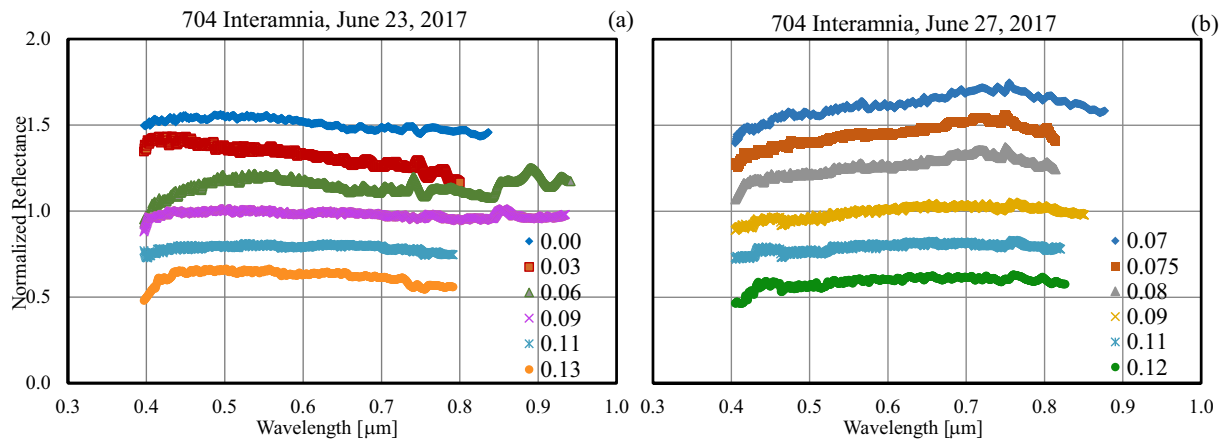 704 Interamnia, June 23, 2017
(a)
2.0
1.5
1.0
0.5
0.0
Normalized Reflectance
0.00
0.03
0.06
0.09
0.11
0.13
0.3 0.4 0.5 0.6 0.7 0.8 0.9 1.0
Wavelength [μm]
704 Interamnia, June 27, 2017
(b)
0.07
0.075
0.08
0.09
0.11
0.12
0.3 0.4 0.5 0.6 0.7 0.8 0.9 1.0
Wavelength [μm]